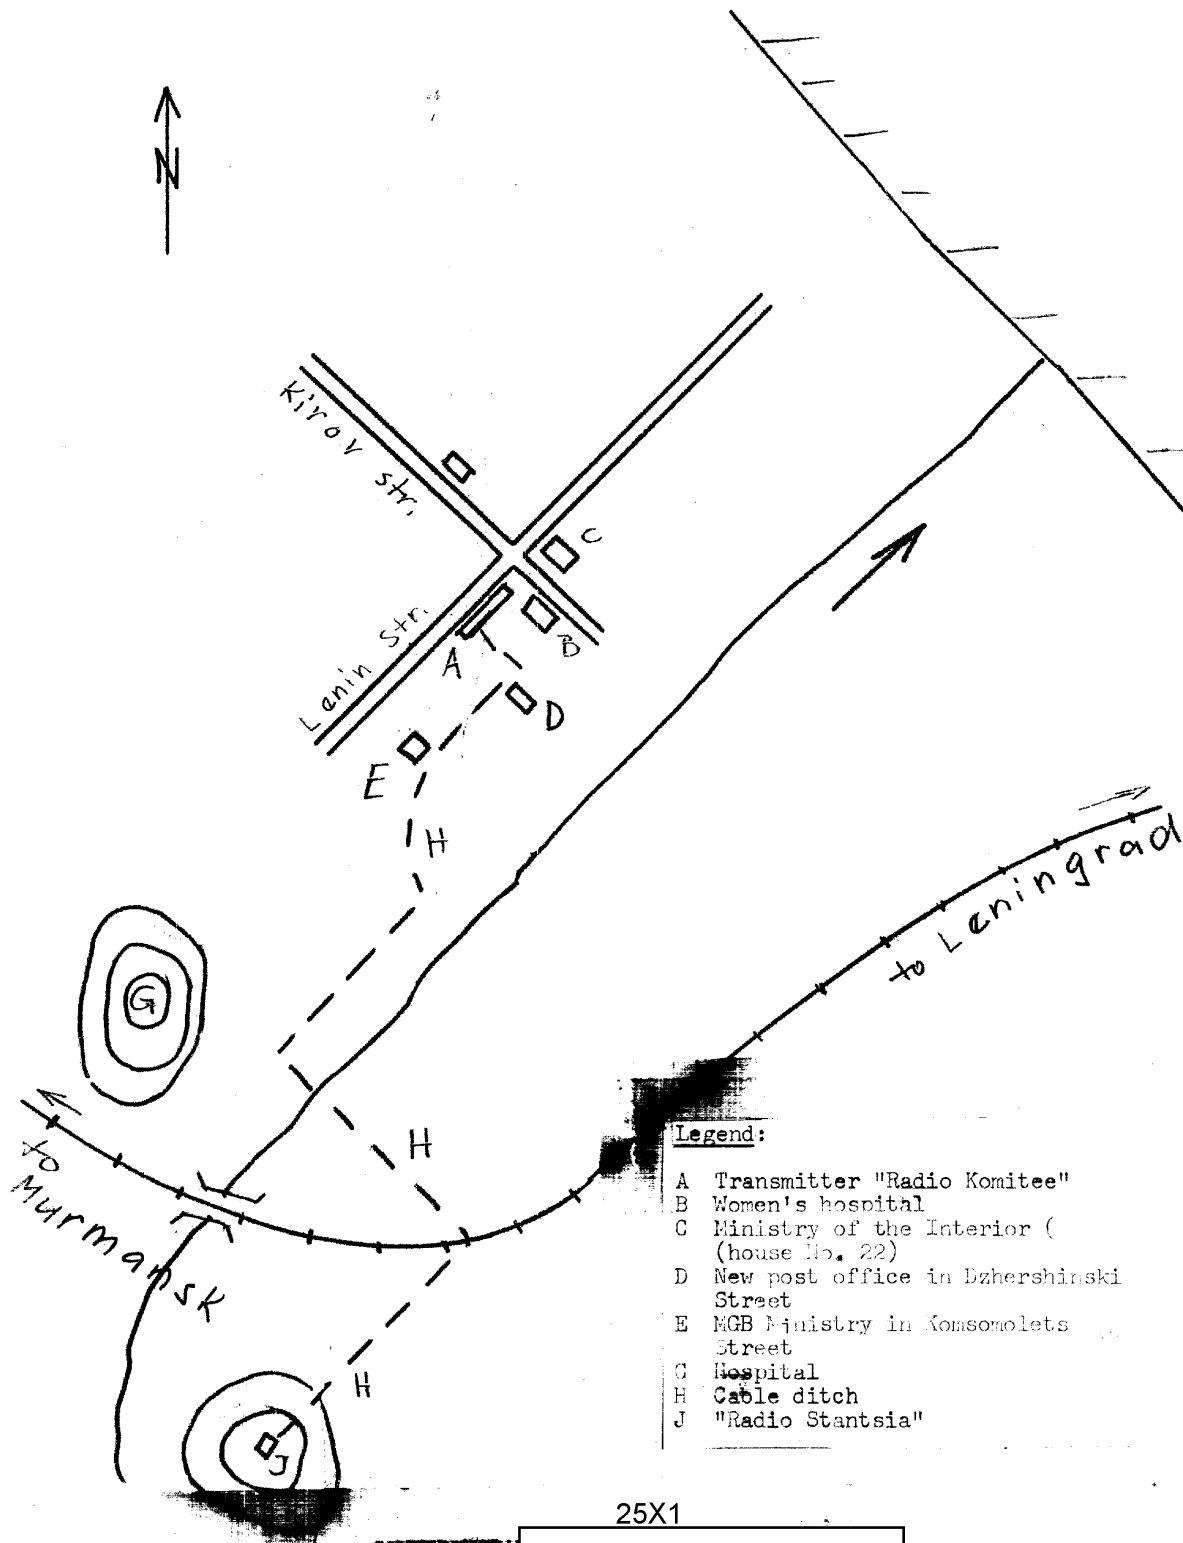 N
Kirov str.
C
Lenin Str.
A
B
D
E
H
to Leningrad
G
H
to
Murmansk
H
J
Legend:
A Transmitter "Radio Komitee"
B Women's hospital
C Ministry of the Interior (
(house No. 22)
D New post office in Dzhershinski
Street
E MGB Ministry in Komsomolets
Street
G Hospital
H Cable ditch
J "Radio Stantsia"
25X1